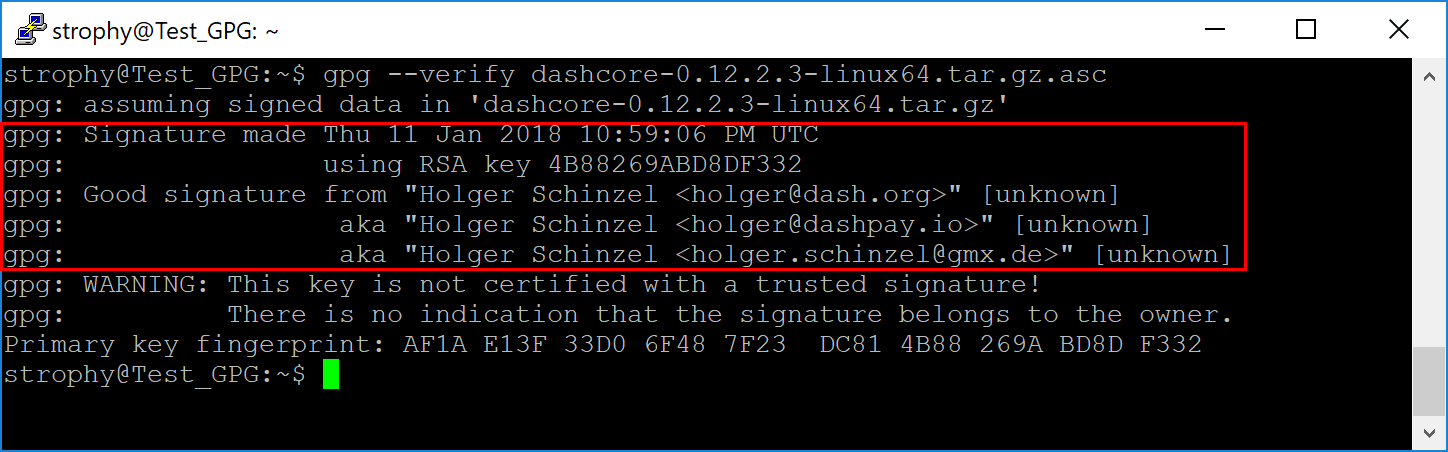 strophy@Test_GPG: ~
strophy@Test_GPG:~$ gpg --verify dashcore-0.12.2.3-linux64.tar.gz.asc
gpg: assuming signed data in 'dashcore-0.12.2.3-linux64.tar.gz'
gpg: Signature made Thu 11 Jan 2018 10:59:06 PM UTC
gpg:                using RSA key 4B88269ABD8DF332
gpg: Good signature from "Holger Schinzel <holger@dash.org>" [unknown]
gpg:                 aka "Holger Schinzel <holger@dashpay.io>" [unknown]
gpg:                 aka "Holger Schinzel <holger.schinzel@gmx.de>" [unknown]
gpg: WARNING: This key is not certified with a trusted signature!
gpg:          There is no indication that the signature belongs to the owner.
Primary key fingerprint: AF1A E13F 33D0 6F48 7F23  DC81 4B88 269A BD8D F332
strophy@Test_GPG:~$